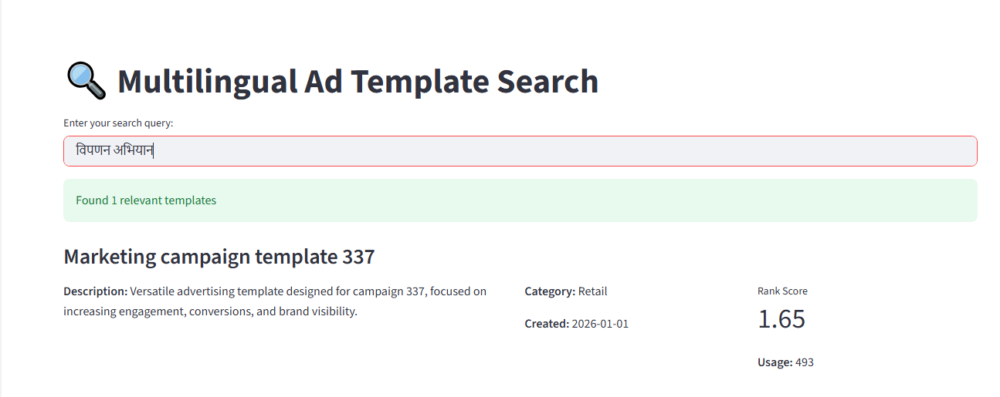 🔍 Multilingual Ad Template Search
Enter your search query:
विपणन अभियान
Found 1 relevant templates
Marketing campaign template 337
Description: Versatile advertising template designed for campaign 337, focused on
increasing engagement, conversions, and brand visibility.
Category: Retail
Created: 2026-01-01
Rank Score
1.65
Usage: 493